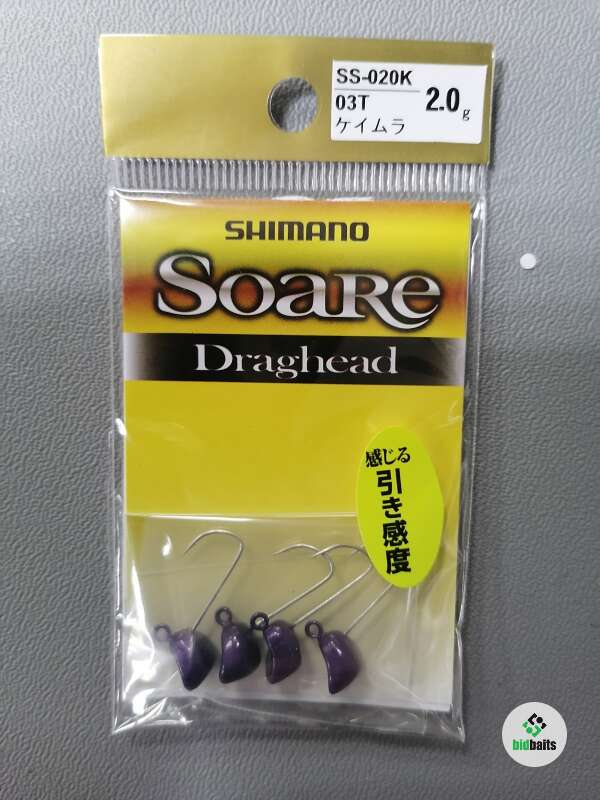 SS-020K
03T
ケイムラ
2.0g
SHIMANO
Soare
Draghead
感じる
引き感度
bidbaits